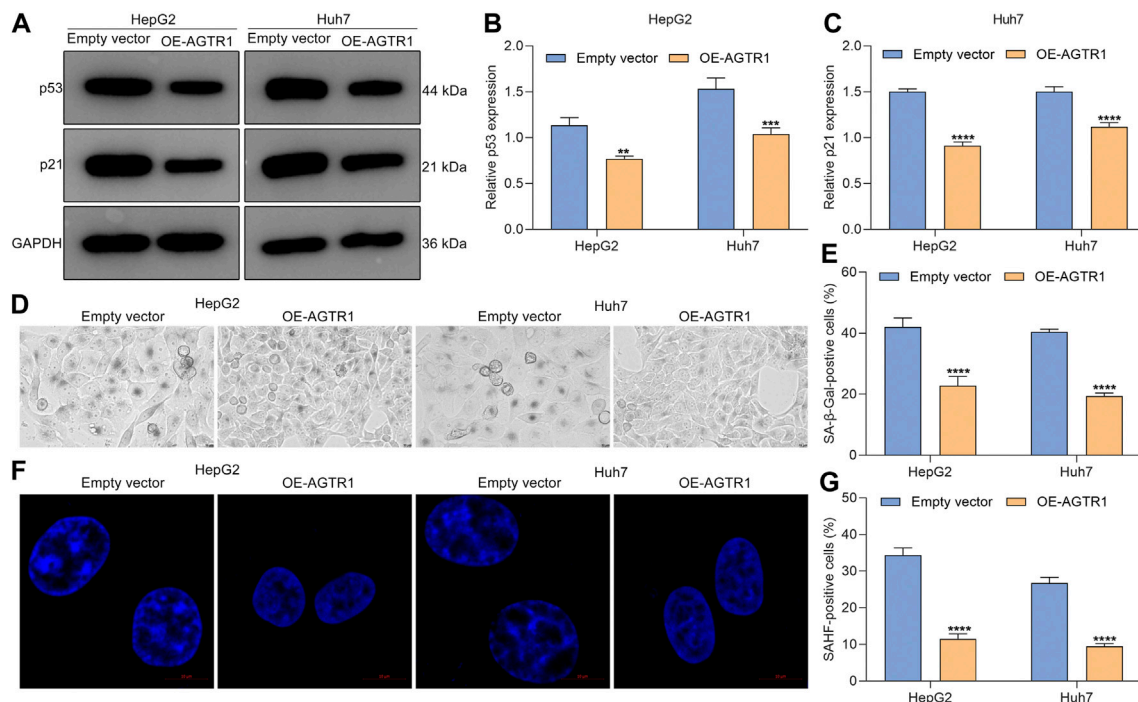 A
HepG2
Huh7
Empty vector
OE-AGTR1
Empty vector
OE-AGTR1
p53
44 kDa
p21
21 kDa
GAPDH
36 kDa
B
HepG2
Empty vector
OE-AGTR1
Relative p53 expression
2.0
1.5
1.0
0.5
0.0
**
***
HepG2
Huh7
C
Huh7
Empty vector
OE-AGTR1
Relative p21 expression
2.0
1.5
1.0
0.5
0.0
****
****
HepG2
Huh7
D
HepG2
Huh7
Empty vector
OE-AGTR1
Empty vector
OE-AGTR1
E
Empty vector
OE-AGTR1
SA-β-Gal-postive cells (%)
60
40
20
0
****
****
HepG2
Huh7
F
HepG2
Huh7
Empty vector
OE-AGTR1
Empty vector
OE-AGTR1
G
Empty vector
OE-AGTR1
SAHF-positive cells (%)
50
40
30
20
10
0
****
****
HepG2
Huh7